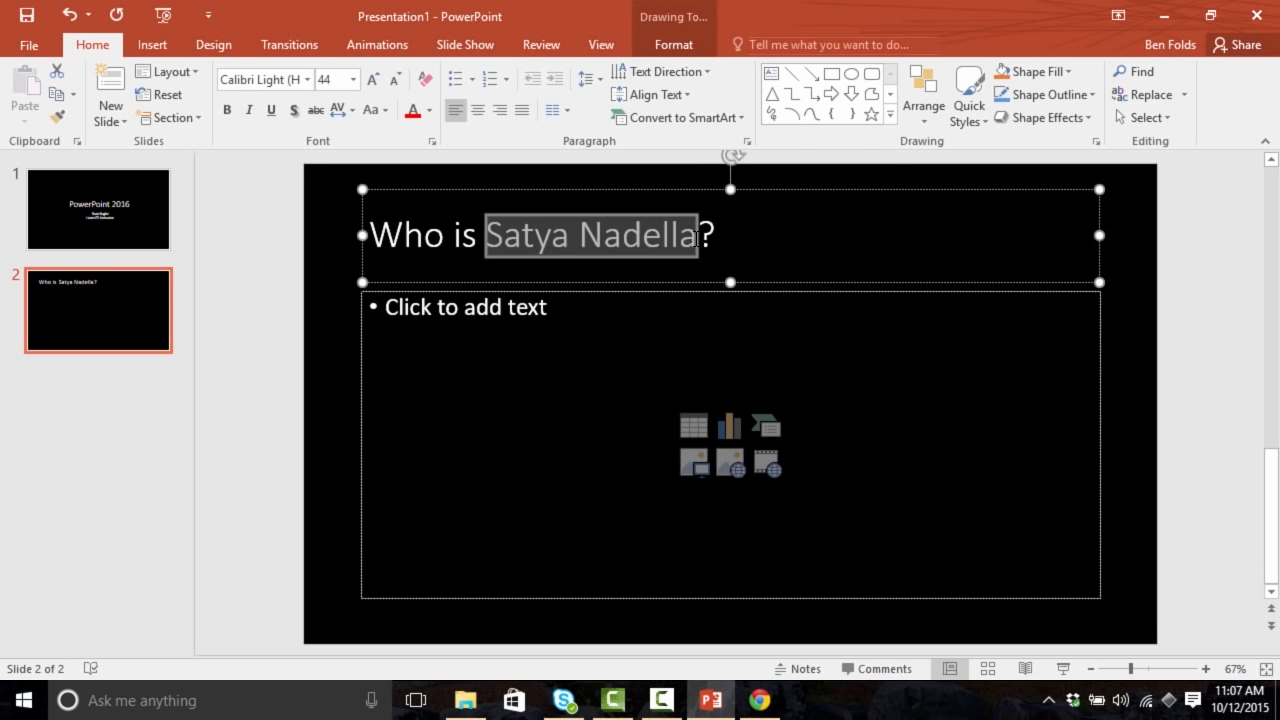 Presentation1 - PowerPoint
Drawing To...
File Home Insert Design Transitions Animations Slide Show Review View Format Tell me what you want to do... Ben Folds Share
Paste
New Slide
Layout
Reset
Section
Calibri Light (H 44
B I U S abc AV Aa A
Text Direction
Align Text
Convert to SmartArt
Arrange
Quick Styles
Shape Fill
Shape Outline
Shape Effects
Find
Replace
Select
Clipboard Slides Font Paragraph Drawing Editing
1
PowerPoint 2016
2
Who is Satya Nadella?
Who is Satya Nadella?
• Click to add text
Slide 2 of 2 Notes Comments 67%
Ask me anything
11:07 AM
10/12/2015